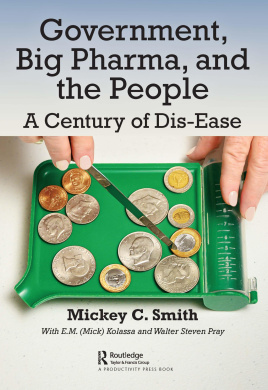 Government,
Big Pharma, and
the People
A Century of Dis-Ease
Mickey C. Smith
With E.M. (Mick) Kolassa and Walter Steven Pray
Routledge
Taylor & Francis Group
A PRODUCTIVITY PRESS BOOK